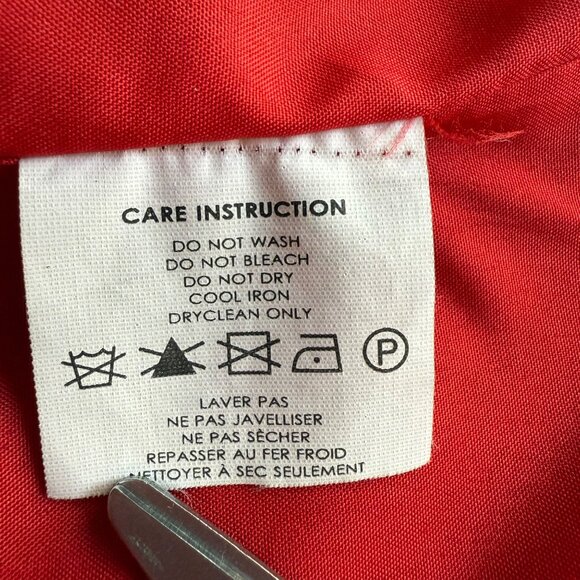 CARE INSTRUCTION
DO NOT WASH
DO NOT BLEACH
DO NOT DRY
COOL IRON
DRYCLEAN ONLY
P
LAVER PAS
NE PAS JAVELLISER
NE PAS SÊCHER
REPASSER AU FER FROID
NETTOYER À SEC SEULEMENT